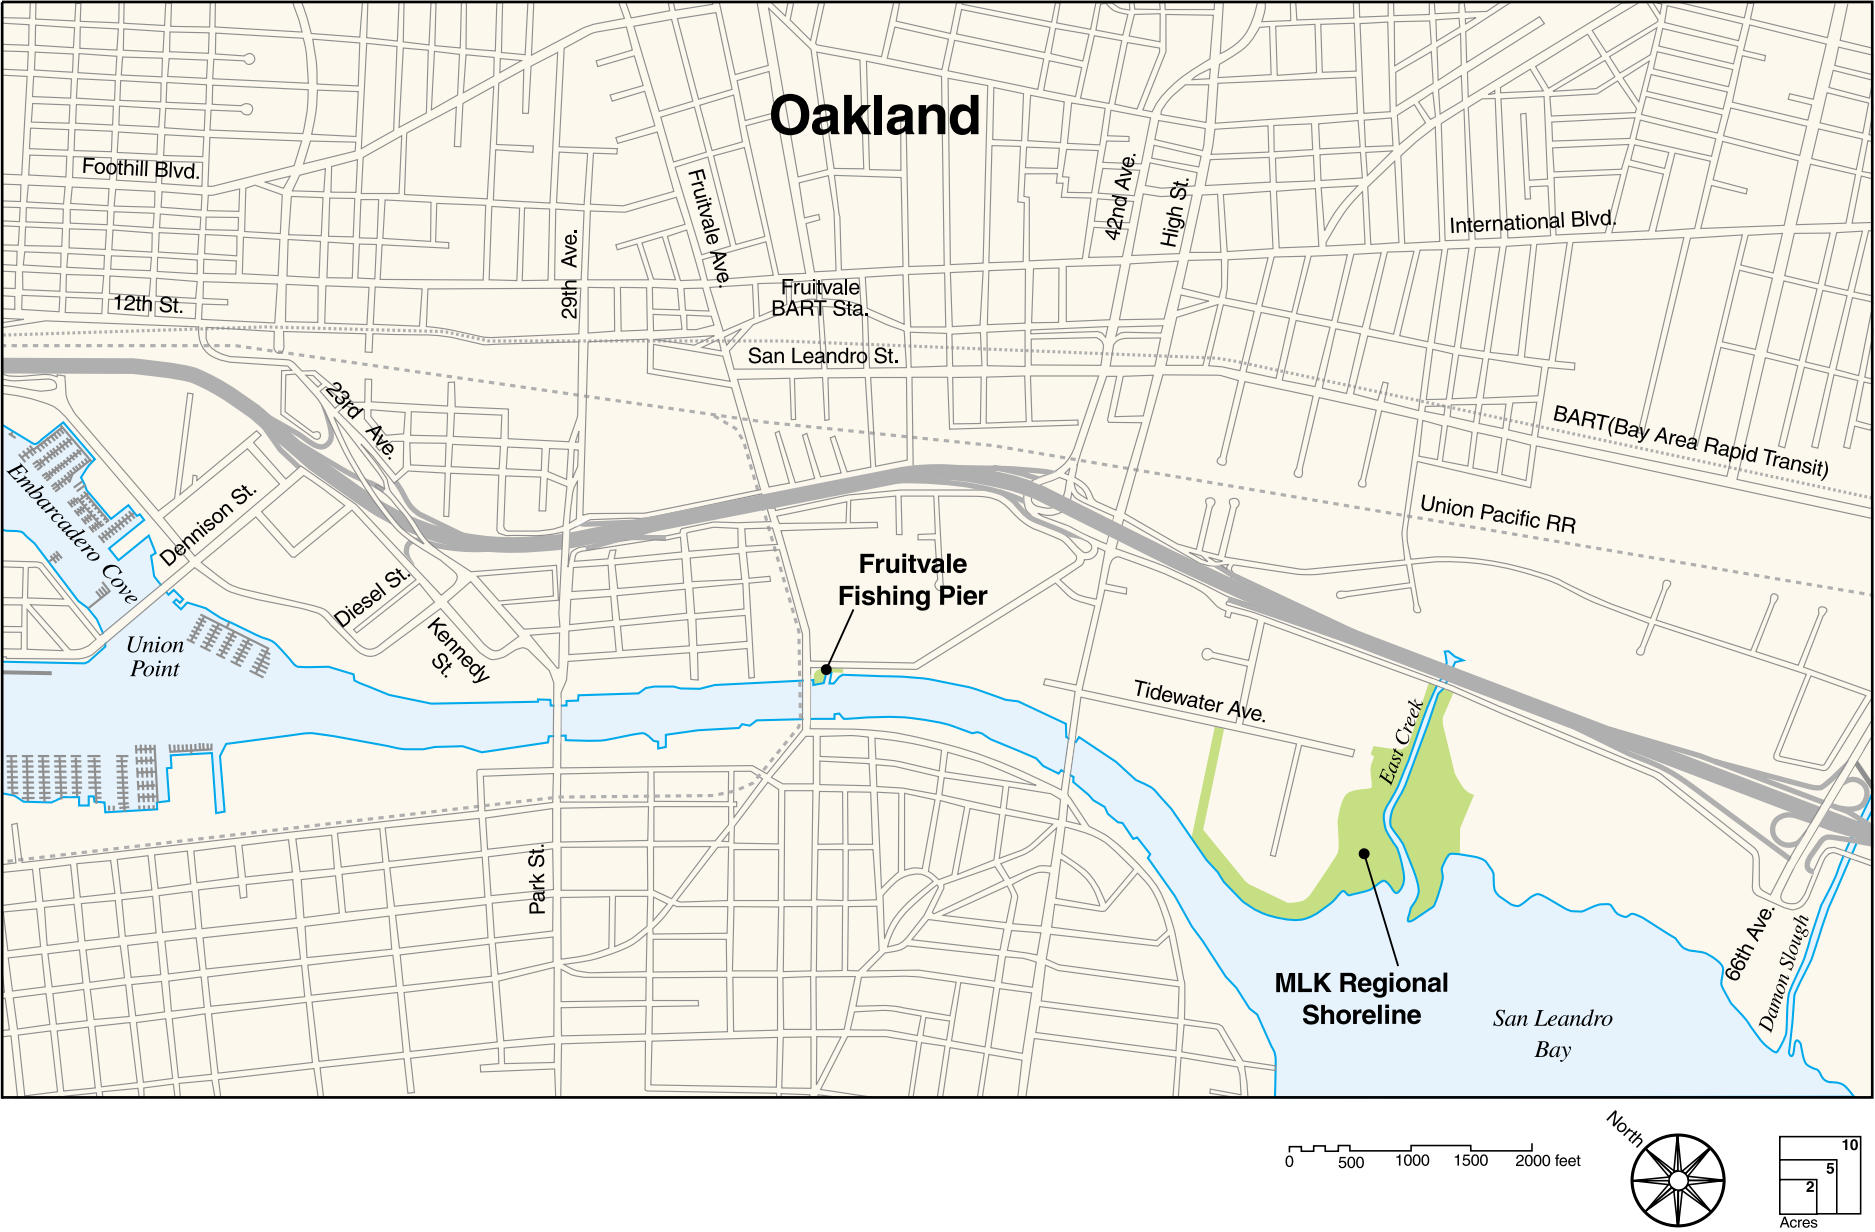 Oakland
Foothill Blvd.
Fruitvale Ave.
42nd Ave.
High St.
International Blvd.
29th Ave.
12th St.
Fruitvale
BART Sta.
San Leandro St.
23rd Ave.
BART(Bay Area Rapid Transit)
Union Pacific RR
Embarcadero Cove
Dennison St.
Diesel St.
Kennedy
St.
Union
Point
Fruitvale
Fishing Pier
Tidewater Ave.
East Creek
Park St.
MLK Regional
Shoreline
San Leandro
Bay
66th Ave.
Damon Slough
North
0 500 1000 1500 2000 feet
10
5
2
Acres